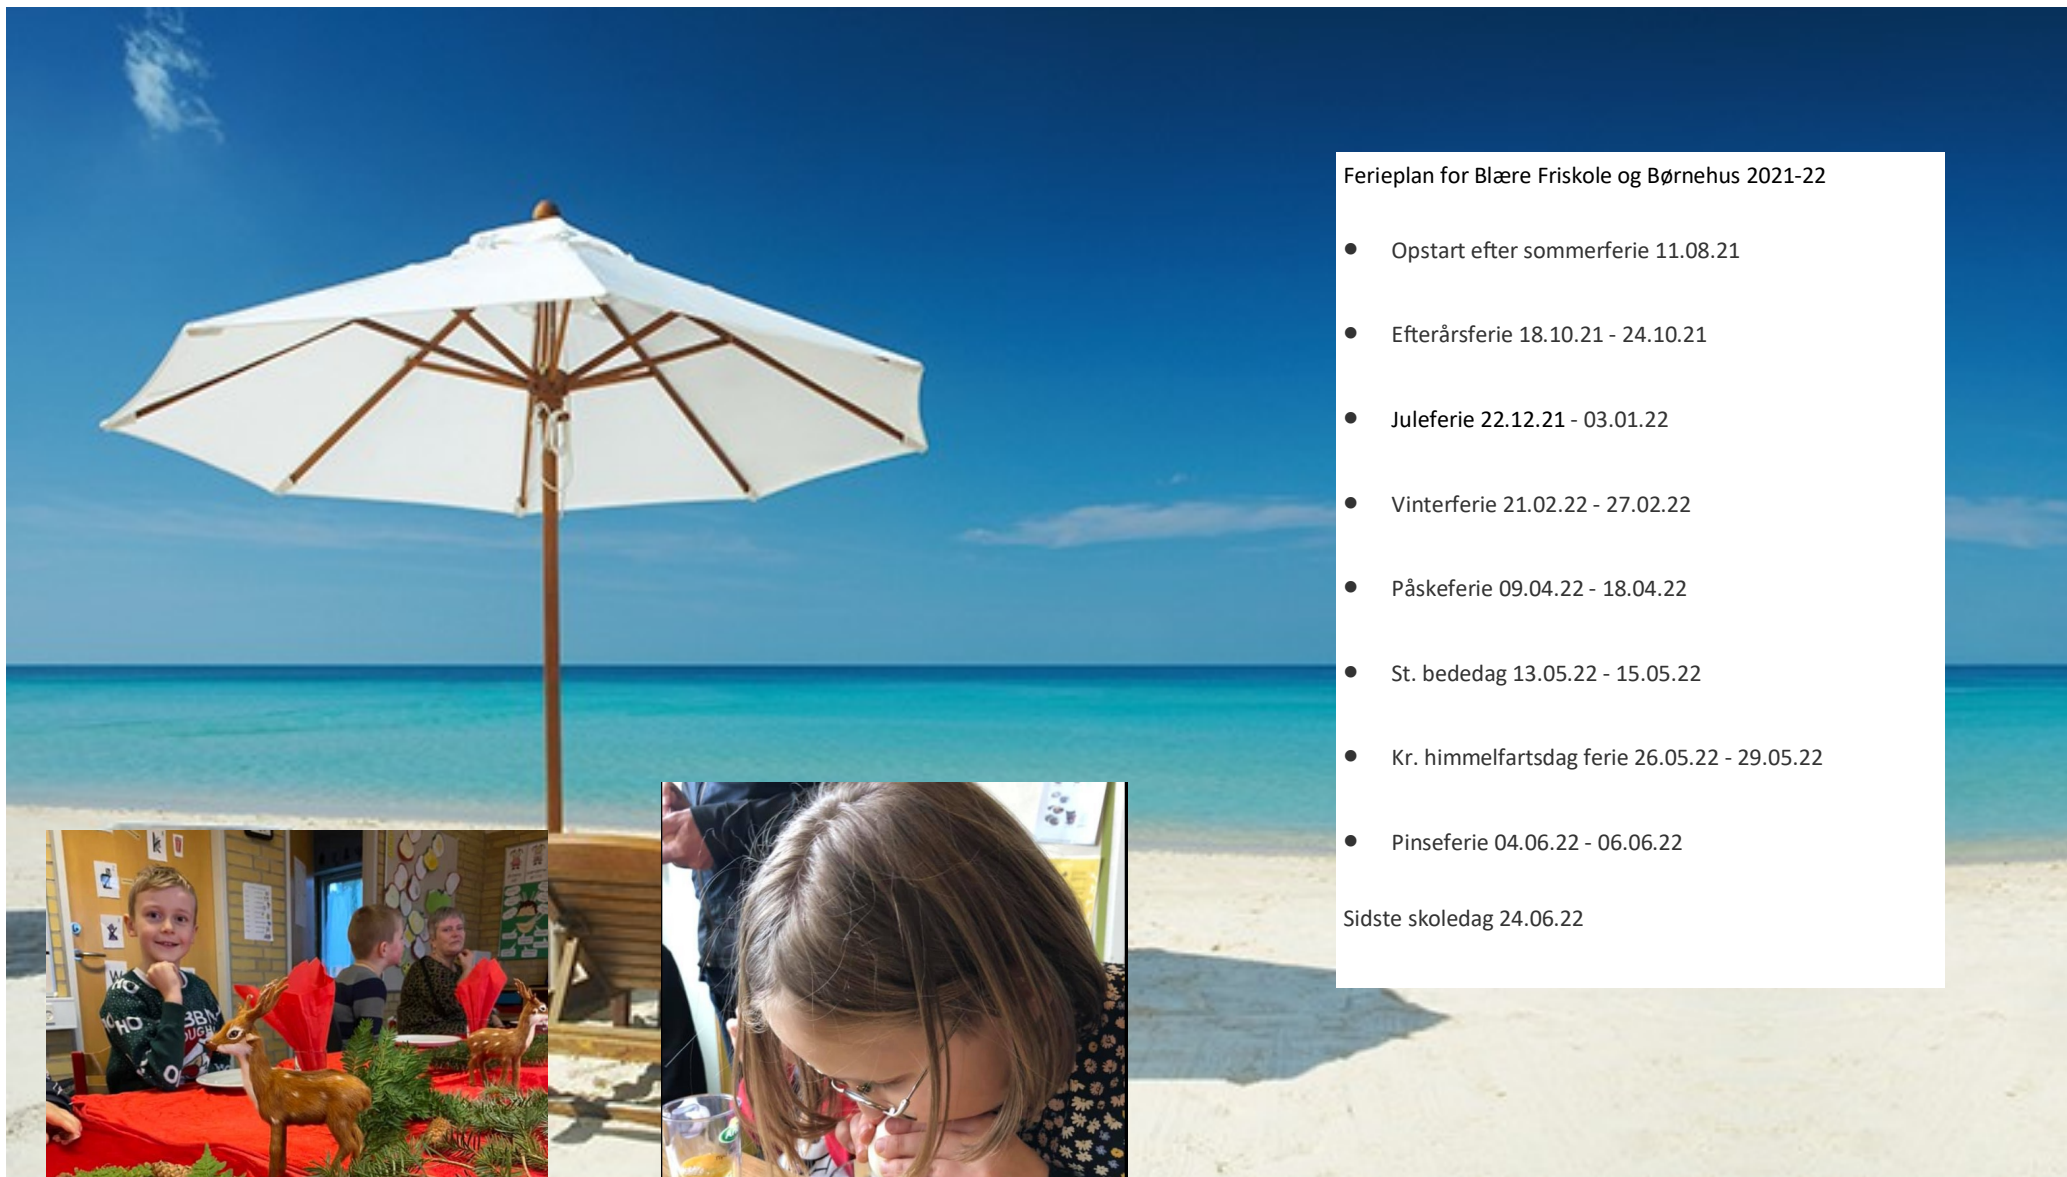 Ferieplan for Blære Friskole og Børnehus 2021-22
● Opstart efter sommerferie 11.08.21
● Efterårsferie 18.10.21 - 24.10.21
● Juleferie 22.12.21 - 03.01.22
● Vinterferie 21.02.22 - 27.02.22
● Påskeferie 09.04.22 - 18.04.22
● St. bededag 13.05.22 - 15.05.22
● Kr. himmelfartsdag ferie 26.05.22 - 29.05.22
● Pinseferie 04.06.22 - 06.06.22
Sidste skoledag 24.06.22